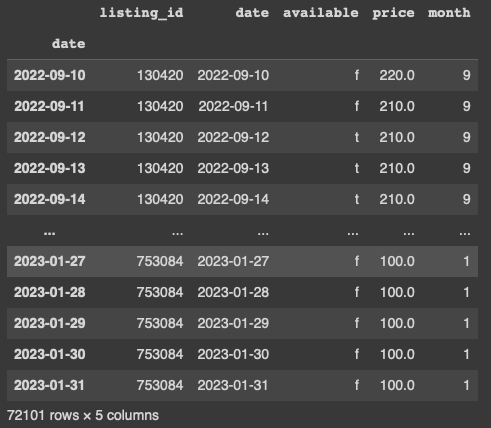 listing_id date available price month
date
2022-09-10 130420 2022-09-10 f 220.0 9
2022-09-11 130420 2022-09-11 f 210.0 9
2022-09-12 130420 2022-09-12 t 210.0 9
2022-09-13 130420 2022-09-13 t 210.0 9
2022-09-14 130420 2022-09-14 t 210.0 9
... ... ... ... ... ...
2023-01-27 753084 2023-01-27 f 100.0 1
2023-01-28 753084 2023-01-28 f 100.0 1
2023-01-29 753084 2023-01-29 f 100.0 1
2023-01-30 753084 2023-01-30 f 100.0 1
2023-01-31 753084 2023-01-31 f 100.0 1
72101 rows × 5 columns